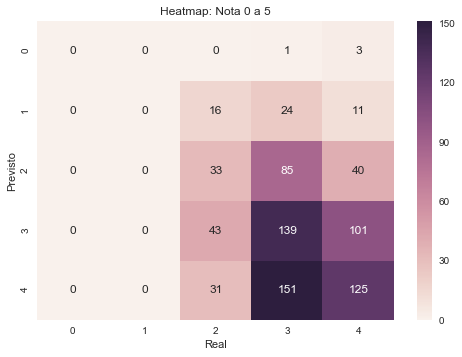 Heatmap: Nota 0 a 5
0 0 0 0 1 3 150
1 0 0 16 24 11 120
2 0 0 33 85 40 90
3 0 0 43 139 101 60
4 0 0 31 151 125 30
0
0 1 2 3 4
Previsto
Real